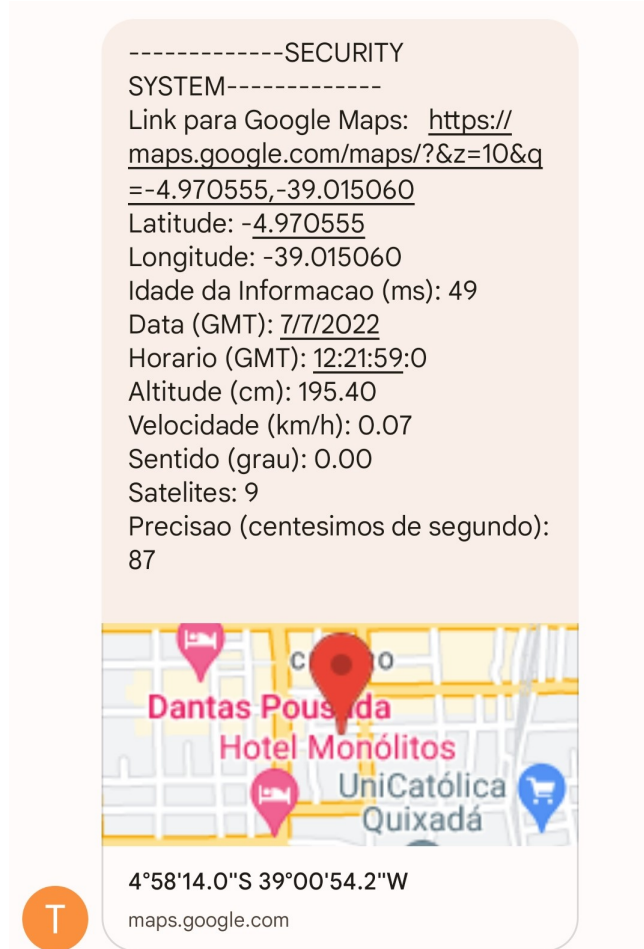 -------------SECURITY
SYSTEM-------------
Link para Google Maps: https://
maps.google.com/maps/?&z=10&q
=-4.970555,-39.015060
Latitude: -4.970555
Longitude: -39.015060
Idade da Informacao (ms): 49
Data (GMT): 7/7/2022
Horario (GMT): 12:21:59:0
Altitude (cm): 195.40
Velocidade (km/h): 0.07
Sentido (grau): 0.00
Satelites: 9
Precisao (centesimos de segundo):
87
Dantas Pousada
Hotel Monólitos
UniCatólica
Quixadá
4°58'14.0"S 39°00'54.2"W
T
maps.google.com